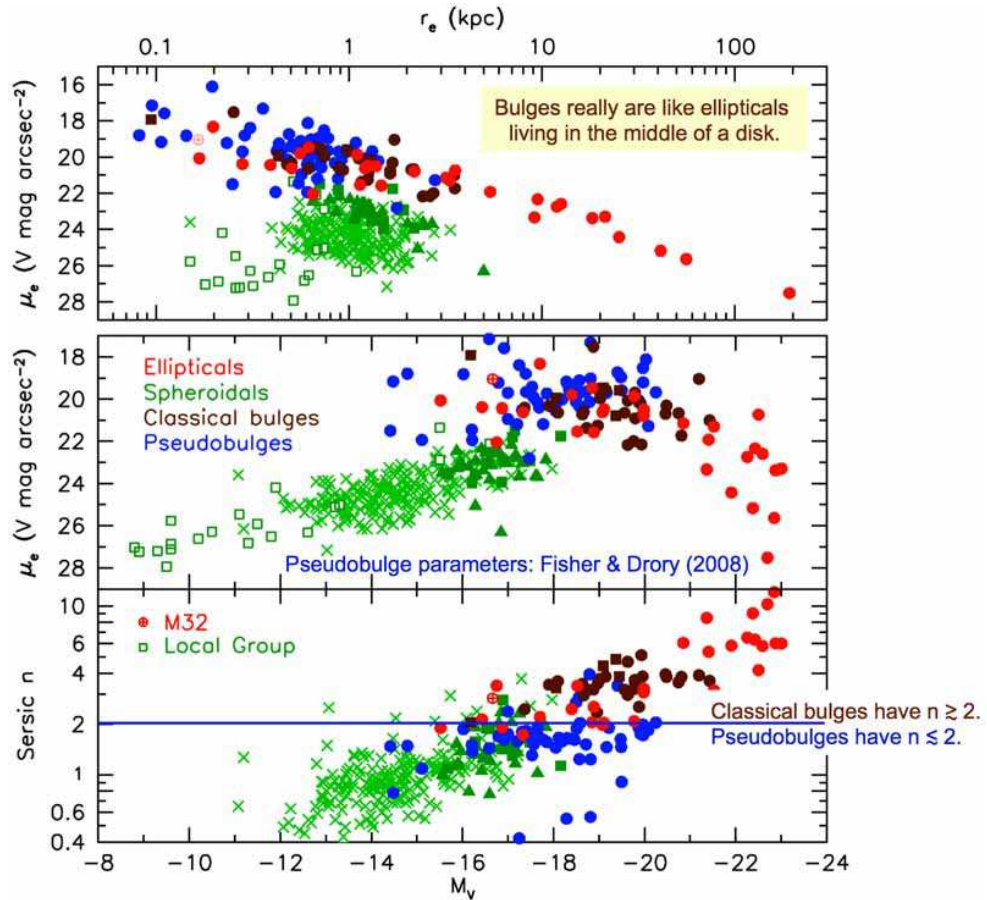 r_e (kpc)
0.1 1 10 100
μ_e (V mag arcsec⁻²)
16
18
20
22
24
26
28
Bulges really are like ellipticals
living in the middle of a disk.
μ_e (V mag arcsec⁻²)
18
20
22
24
26
28
Ellipticals
Spheroidals
Classical bulges
Pseudobulges
Pseudobulge parameters: Fisher & Drory (2008)
Sersic n
10
6
4
2
1
0.6
0.4
M32
Local Group
Classical bulges have n ≳ 2.
Pseudobulges have n ≲ 2.
-8 -10 -12 -14 -16 -18 -20 -22 -24
M_V